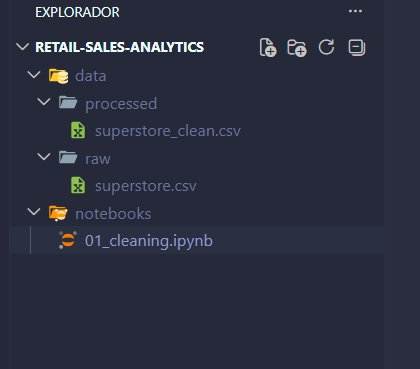 EXPLORADOR
RETAIL-SALES-ANALYTICS
data
processed
superstore_clean.csv
raw
superstore.csv
notebooks
01_cleaning.ipynb